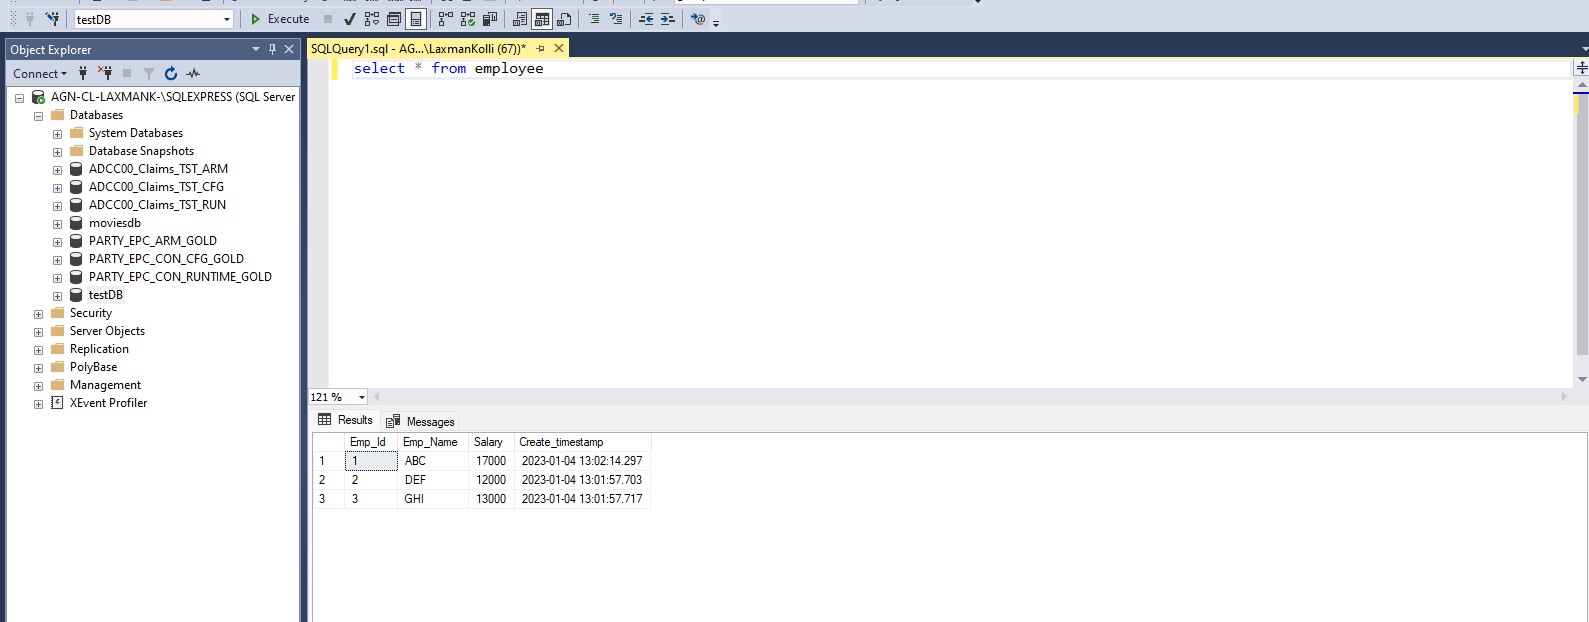 testDB
Execute
Object Explorer
SQLQuery1.sql - AG...\LaxmanKolli (67))*
Connect
select * from employee
AGN-CL-LAXMANK-\SQLEXPRESS (SQL Server
Databases
System Databases
Database Snapshots
ADCC00_Claims_TST_ARM
ADCC00_Claims_TST_CFG
ADCC00_Claims_TST_RUN
moviesdb
PARTY_EPC_ARM_GOLD
PARTY_EPC_CON_CFG_GOLD
PARTY_EPC_CON_RUNTIME_GOLD
testDB
Security
Server Objects
Replication
PolyBase
Management
XEvent Profiler
121 %
Results Messages
Emp_Id Emp_Name Salary Create_timestamp
1 1 ABC 17000 2023-01-04 13:02:14.297
2 2 DEF 12000 2023-01-04 13:01:57.703
3 3 GHI 13000 2023-01-04 13:01:57.717